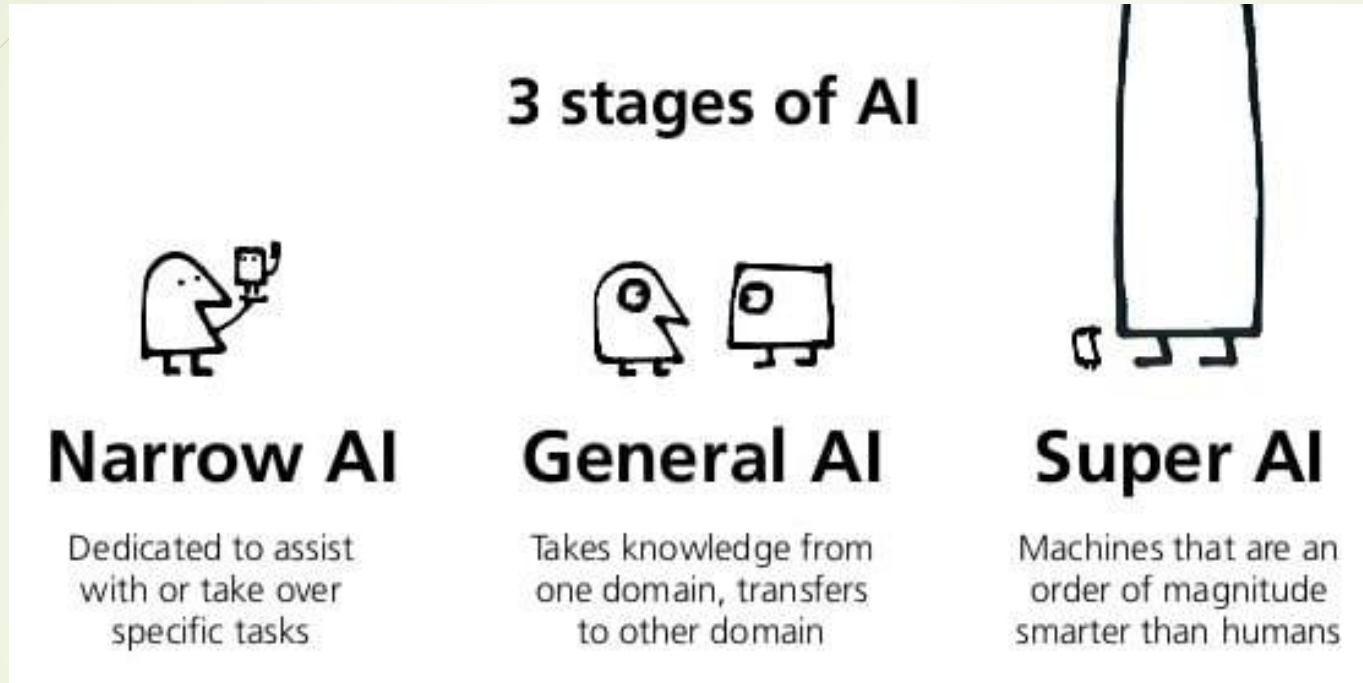 3 stages of AI
Narrow AI
Dedicated to assist
with or take over
specific tasks
General AI
Takes knowledge from
one domain, transfers
to other domain
Super AI
Machines that are an
order of magnitude
smarter than humans